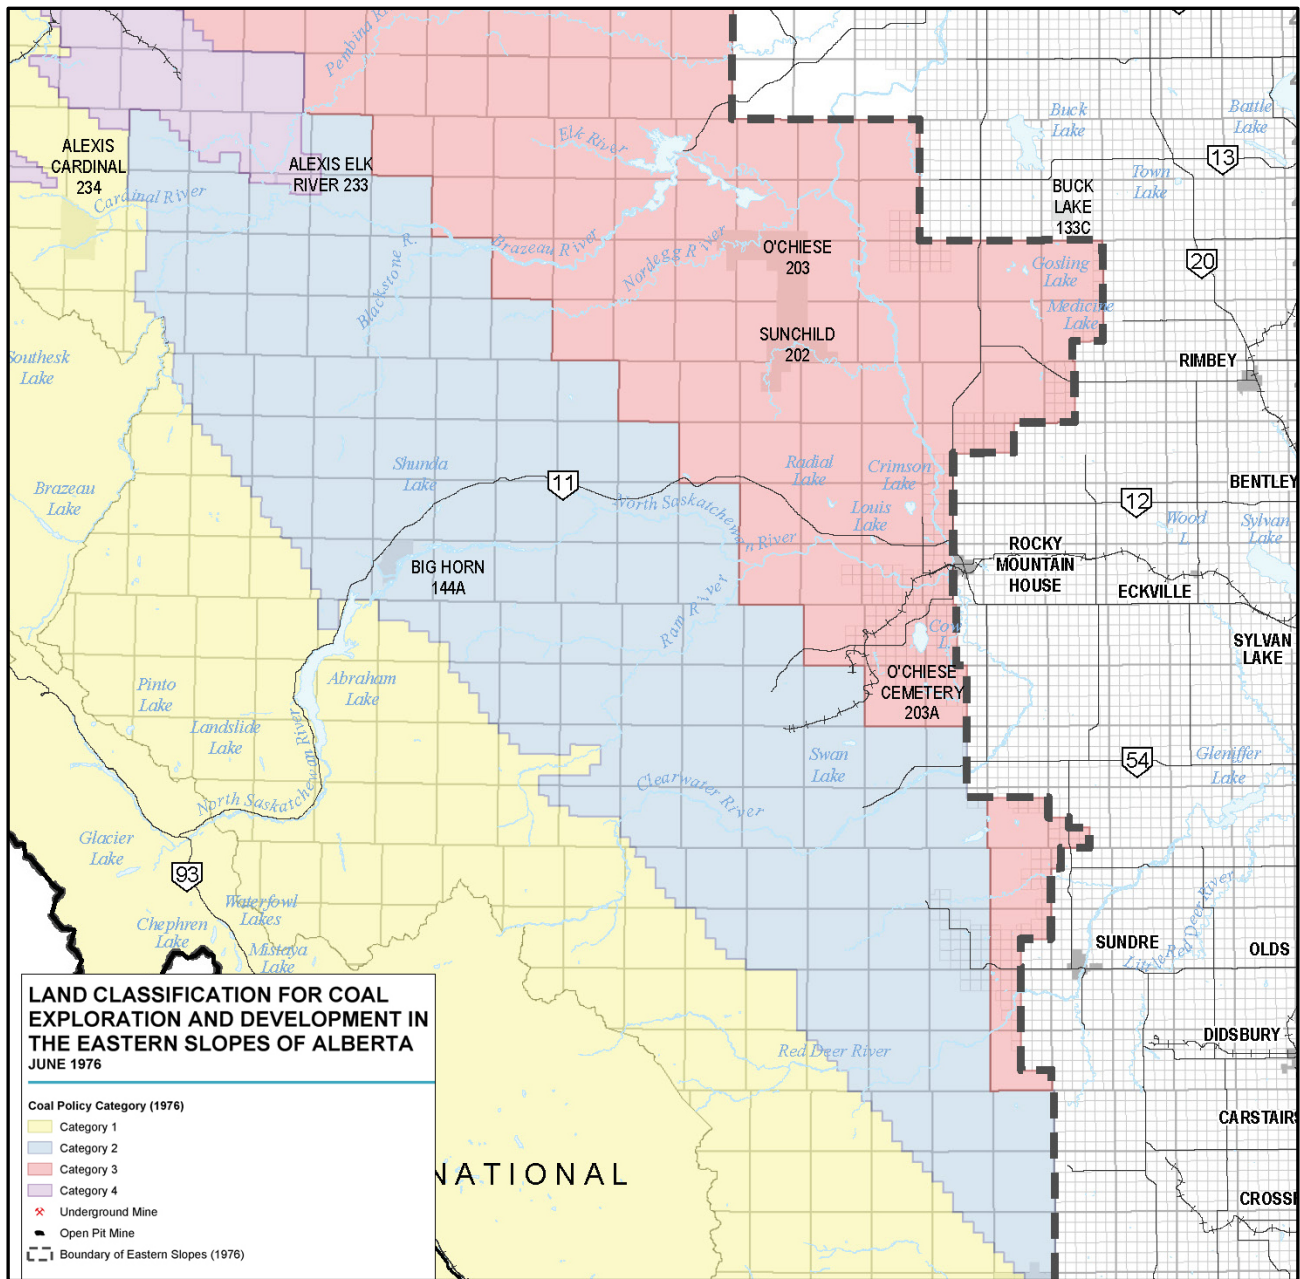 Pembina R
Elk River
Buck
Lake
Battle
Lake
13
ALEXIS
CARDINAL
234
ALEXIS ELK
RIVER 233
Town
Lake
BUCK
LAKE
133C
Cardinal River
Brazeau River
Blackstone R.
Nordegg River
O'CHIESE
203
20
Gosling
Lake
Medicine
Lake
SUNCHILD
202
RIMBEY
Southesk
Lake
Shunda
Lake
11
Radial
Lake
Crimson
Lake
BENTLEY
Brazeau
Lake
North Saskatchewan River
Louis
Lake
12
Wood
L
Sylvan
Lake
BIG HORN
144A
ROCKY
MOUNTAIN
HOUSE
ECKVILLE
Ram River
Cow
L.
SYLVAN
LAKE
Pinto
Lake
Abraham
Lake
O'CHIESE
CEMETERY
203A
Landslide
Lake
North Saskatchewan River
Swan
Lake
Clearwater River
54
Gleniffer
Lake
Glacier
Lake
93
Waterfowl
Lakes
Chephren
Lake
Mistaya
Lake
SUNDRE
Little Red Deer River
OLDS
Red Deer River
DIDSBURY
CARSTAIRS
NATIONAL
CROSS
LAND CLASSIFICATION FOR COAL
EXPLORATION AND DEVELOPMENT IN
THE EASTERN SLOPES OF ALBERTA
JUNE 1976
Coal Policy Category (1976)
Category 1
Category 2
Category 3
Category 4
Underground Mine
Open Pit Mine
Boundary of Eastern Slopes (1976)